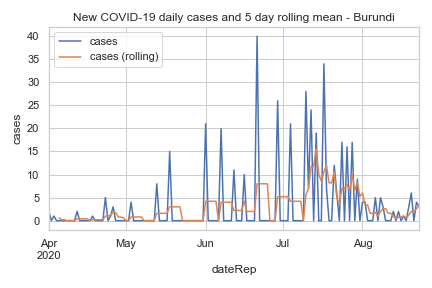 New COVID-19 daily cases and 5 day rolling mean - Burundi
cases
cases (rolling)
cases
40
35
30
25
20
15
10
5
0
Apr May Jun Jul Aug
2020
dateRep